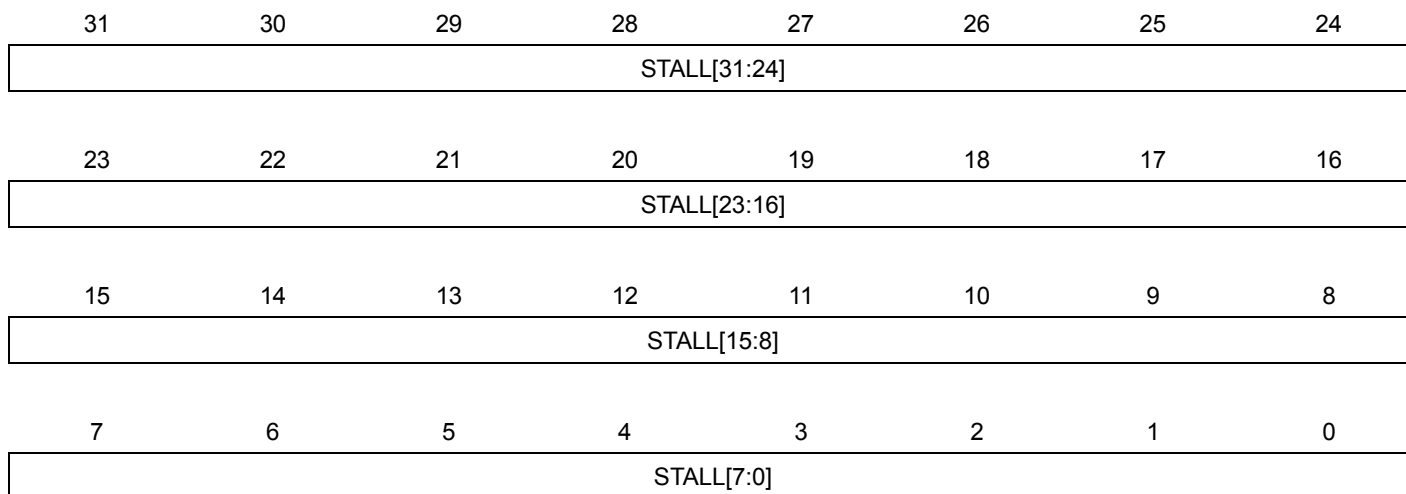 31 30 29 28 27 26 25 24
STALL[31:24]
23 22 21 20 19 18 17 16
STALL[23:16]
15 14 13 12 11 10 9 8
STALL[15:8]
7 6 5 4 3 2 1 0
STALL[7:0]